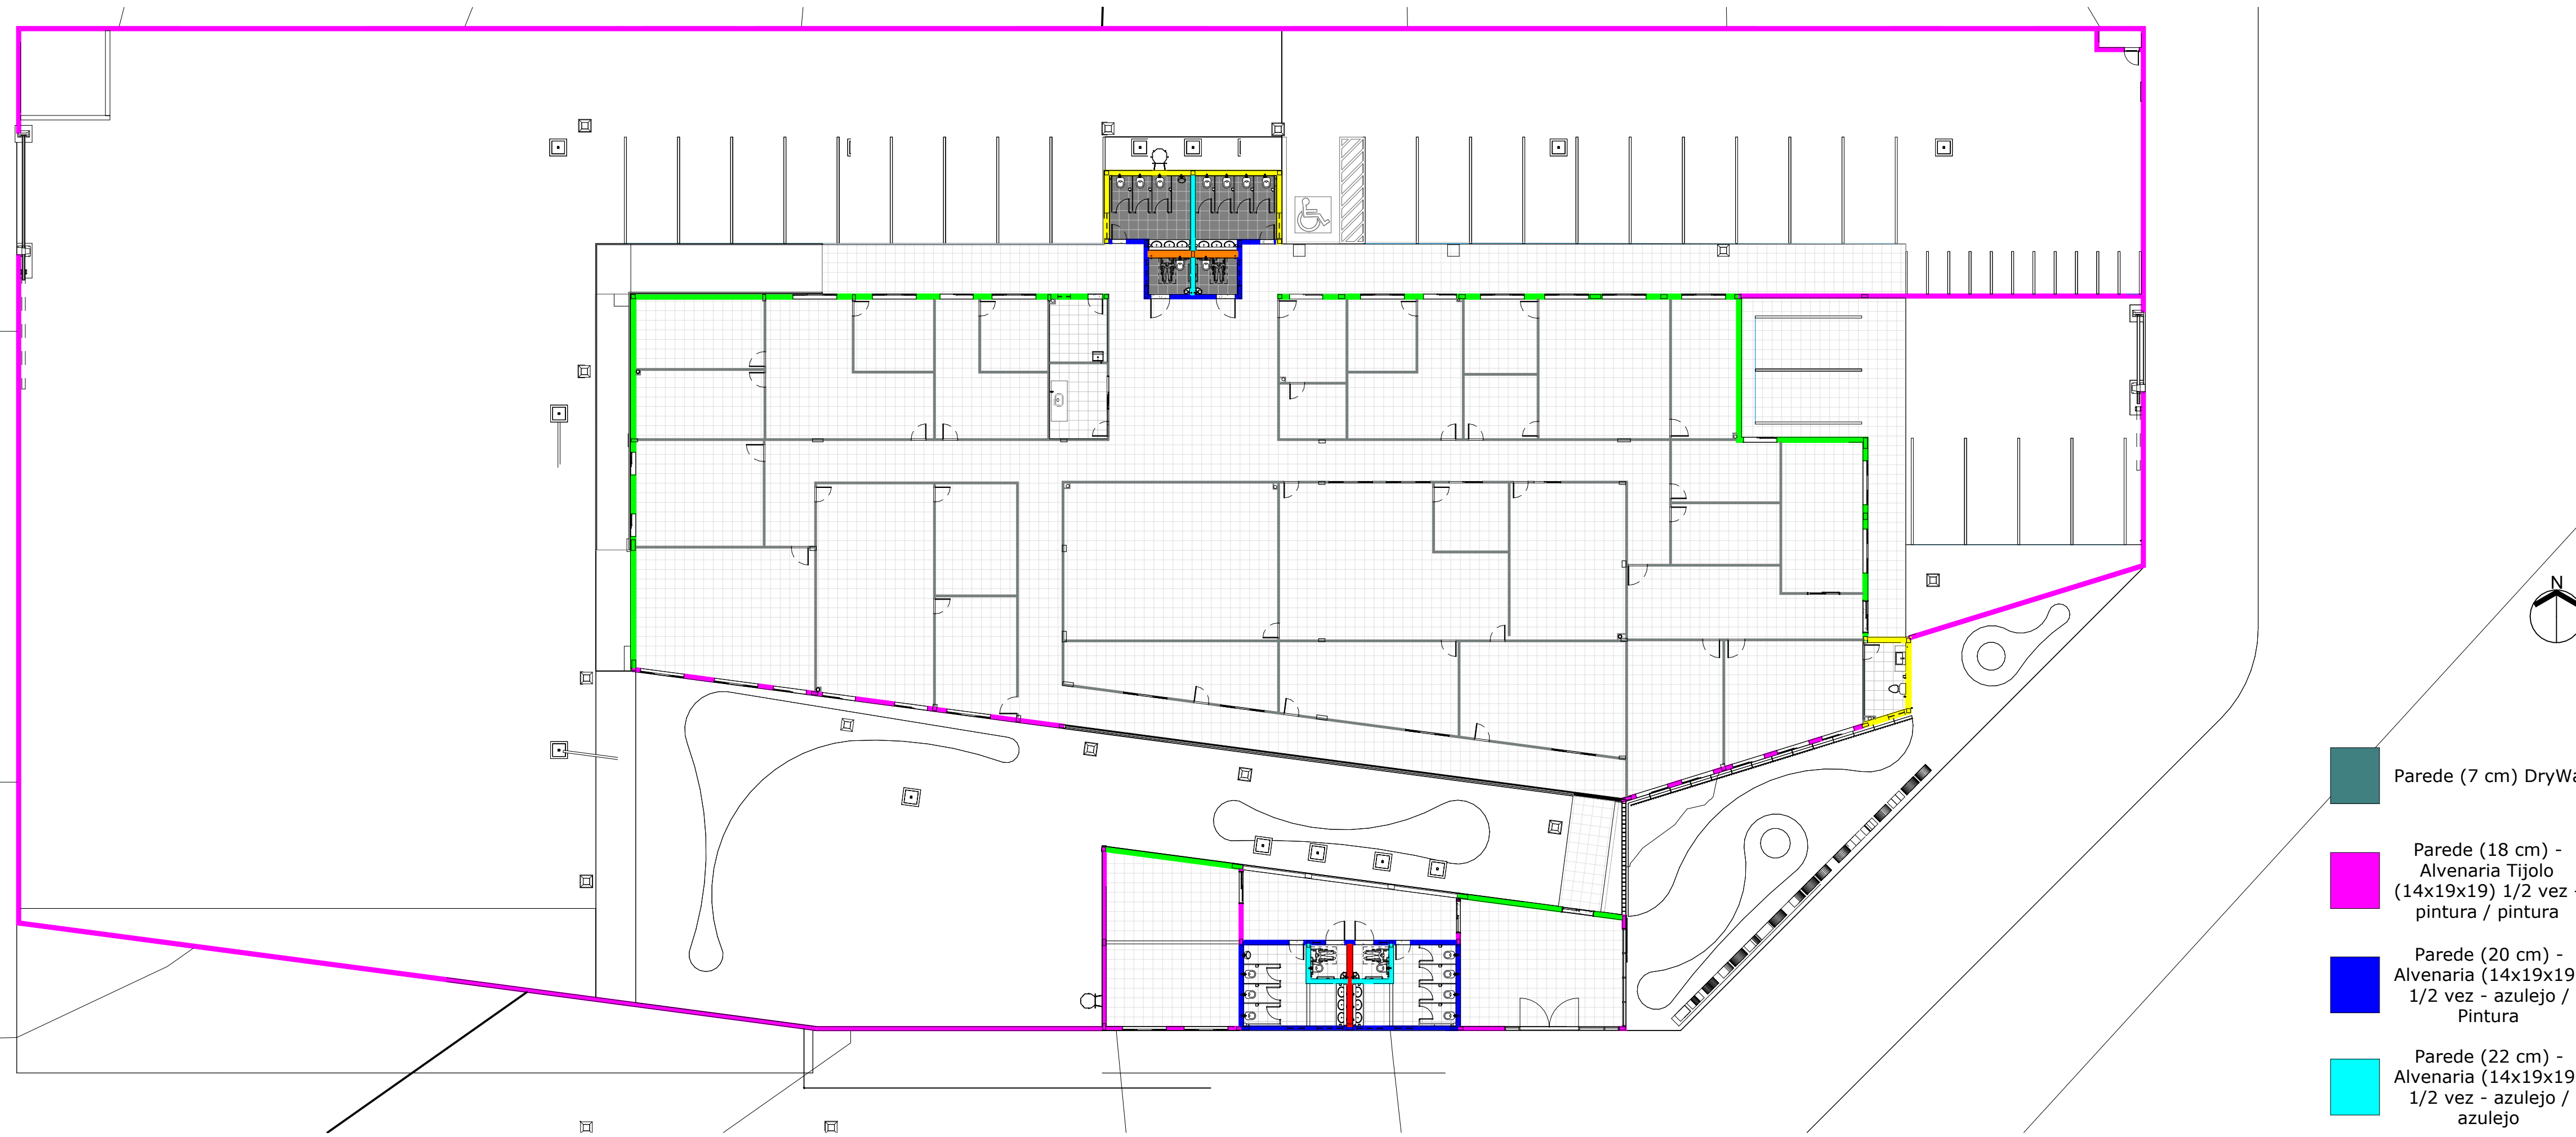 N
Parede (7 cm) DryWa
Parede (18 cm) -
Alvenaria Tijolo
(14x19x19) 1/2 vez -
pintura / pintura
Parede (20 cm) -
Alvenaria (14x19x19
1/2 vez - azulejo /
Pintura
Parede (22 cm) -
Alvenaria (14x19x19
1/2 vez - azulejo /
azulejo